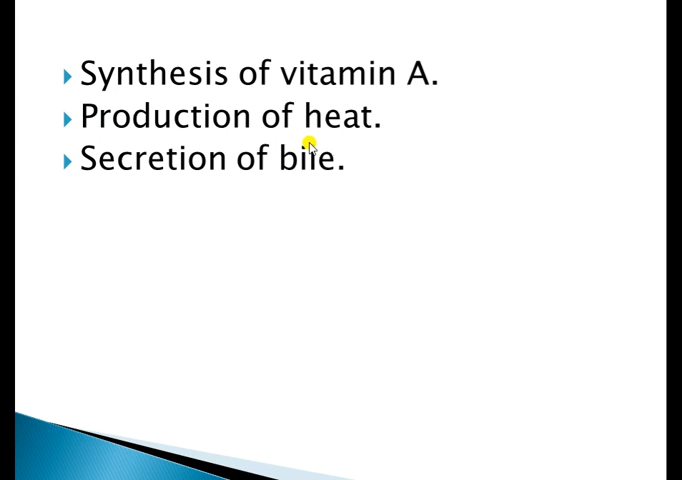 Synthesis of vitamin A.
Production of heat.
Secretion of bile.